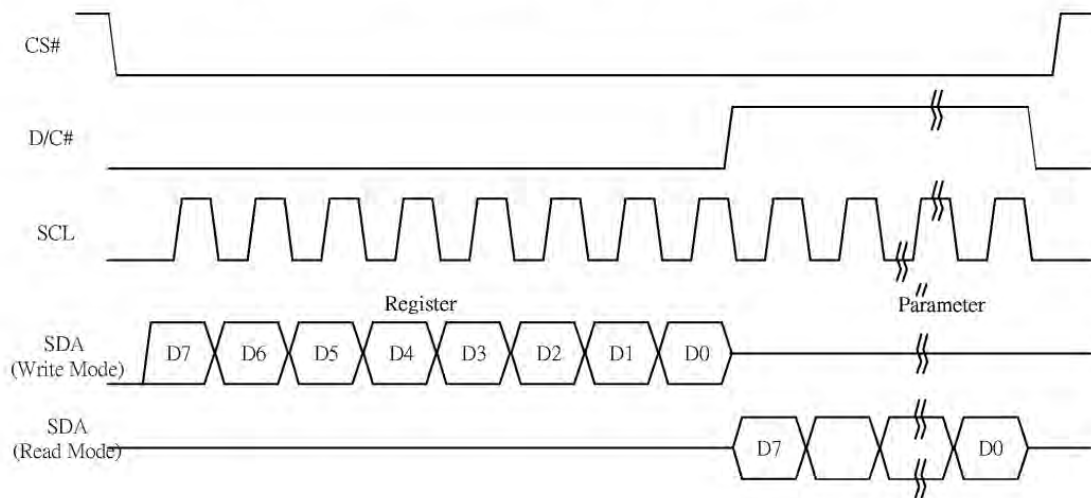 CS#
D/C#
SCL
Register Parameter
SDA
(Write Mode)
D7 D6 D5 D4 D3 D2 D1 D0
SDA
(Read Mode)
D7 D0